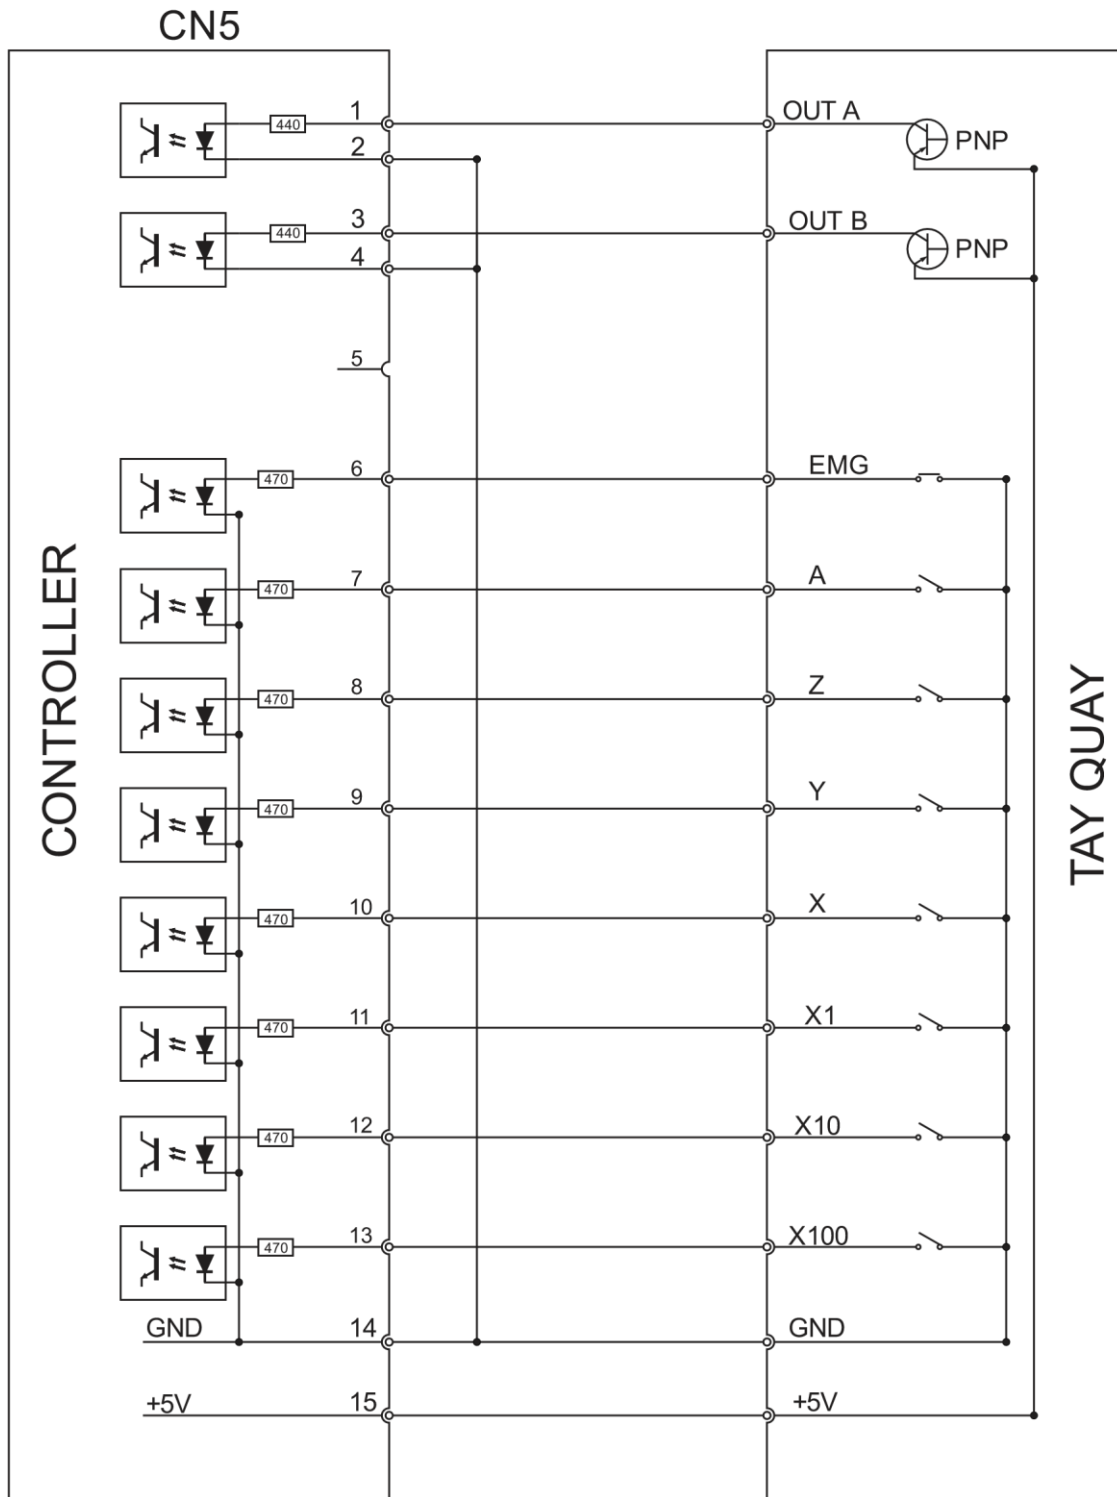 CN5
440 1 OUT A
2 PNP
440 3 OUT B
4 PNP
5
470 6 EMG
470 7 A
470 8 Z
470 9 Y
470 10 X
470 11 X1
470 12 X10
470 13 X100
GND 14 GND
+5V 15 +5V
CONTROLLER
TAY QUAY